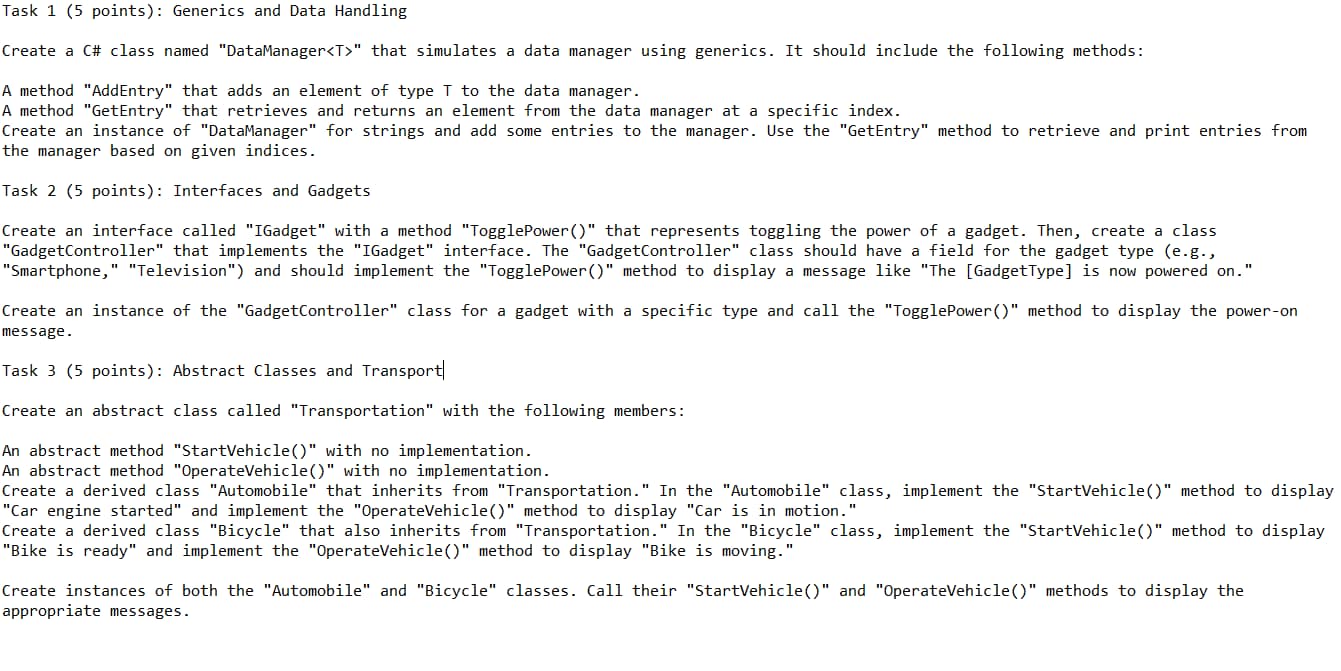 Task 1 (5 points): Generics and Data Handling
Create a C# class named "DataManager<T>" that simulates a data manager using generics. It should include the following methods:
A method "AddEntry" that adds an element of type T to the data manager.
A method "GetEntry" that retrieves and returns an element from the data manager at a specific index.
Create an instance of "DataManager" for strings and add some entries to the manager. Use the "GetEntry" method to retrieve and print entries from
the manager based on given indices.
Task 2 (5 points): Interfaces and Gadgets
Create an interface called "IGadget" with a method "TogglePower()" that represents toggling the power of a gadget. Then, create a class
"GadgetController" that implements the "IGadget" interface. The "GadgetController" class should have a field for the gadget type (e.g.,
"Smartphone," "Television") and should implement the "TogglePower()" method to display a message like "The [GadgetType] is now powered on."
Create an instance of the "GadgetController" class for a gadget with a specific type and call the "TogglePower()" method to display the power-on
message.
Task 3 (5 points): Abstract Classes and Transport
Create an abstract class called "Transportation" with the following members:
An abstract method "StartVehicle()" with no implementation.
An abstract method "OperateVehicle()" with no implementation.
Create a derived class "Automobile" that inherits from "Transportation." In the "Automobile" class, implement the "StartVehicle()" method to display
"Car engine started" and implement the "OperateVehicle()" method to display "Car is in motion."
Create a derived class "Bicycle" that also inherits from "Transportation." In the "Bicycle" class, implement the "StartVehicle()" method to display
"Bike is ready" and implement the "OperateVehicle()" method to display "Bike is moving."
Create instances of both the "Automobile" and "Bicycle" classes. Call their "StartVehicle()" and "OperateVehicle()" methods to display the
appropriate messages.